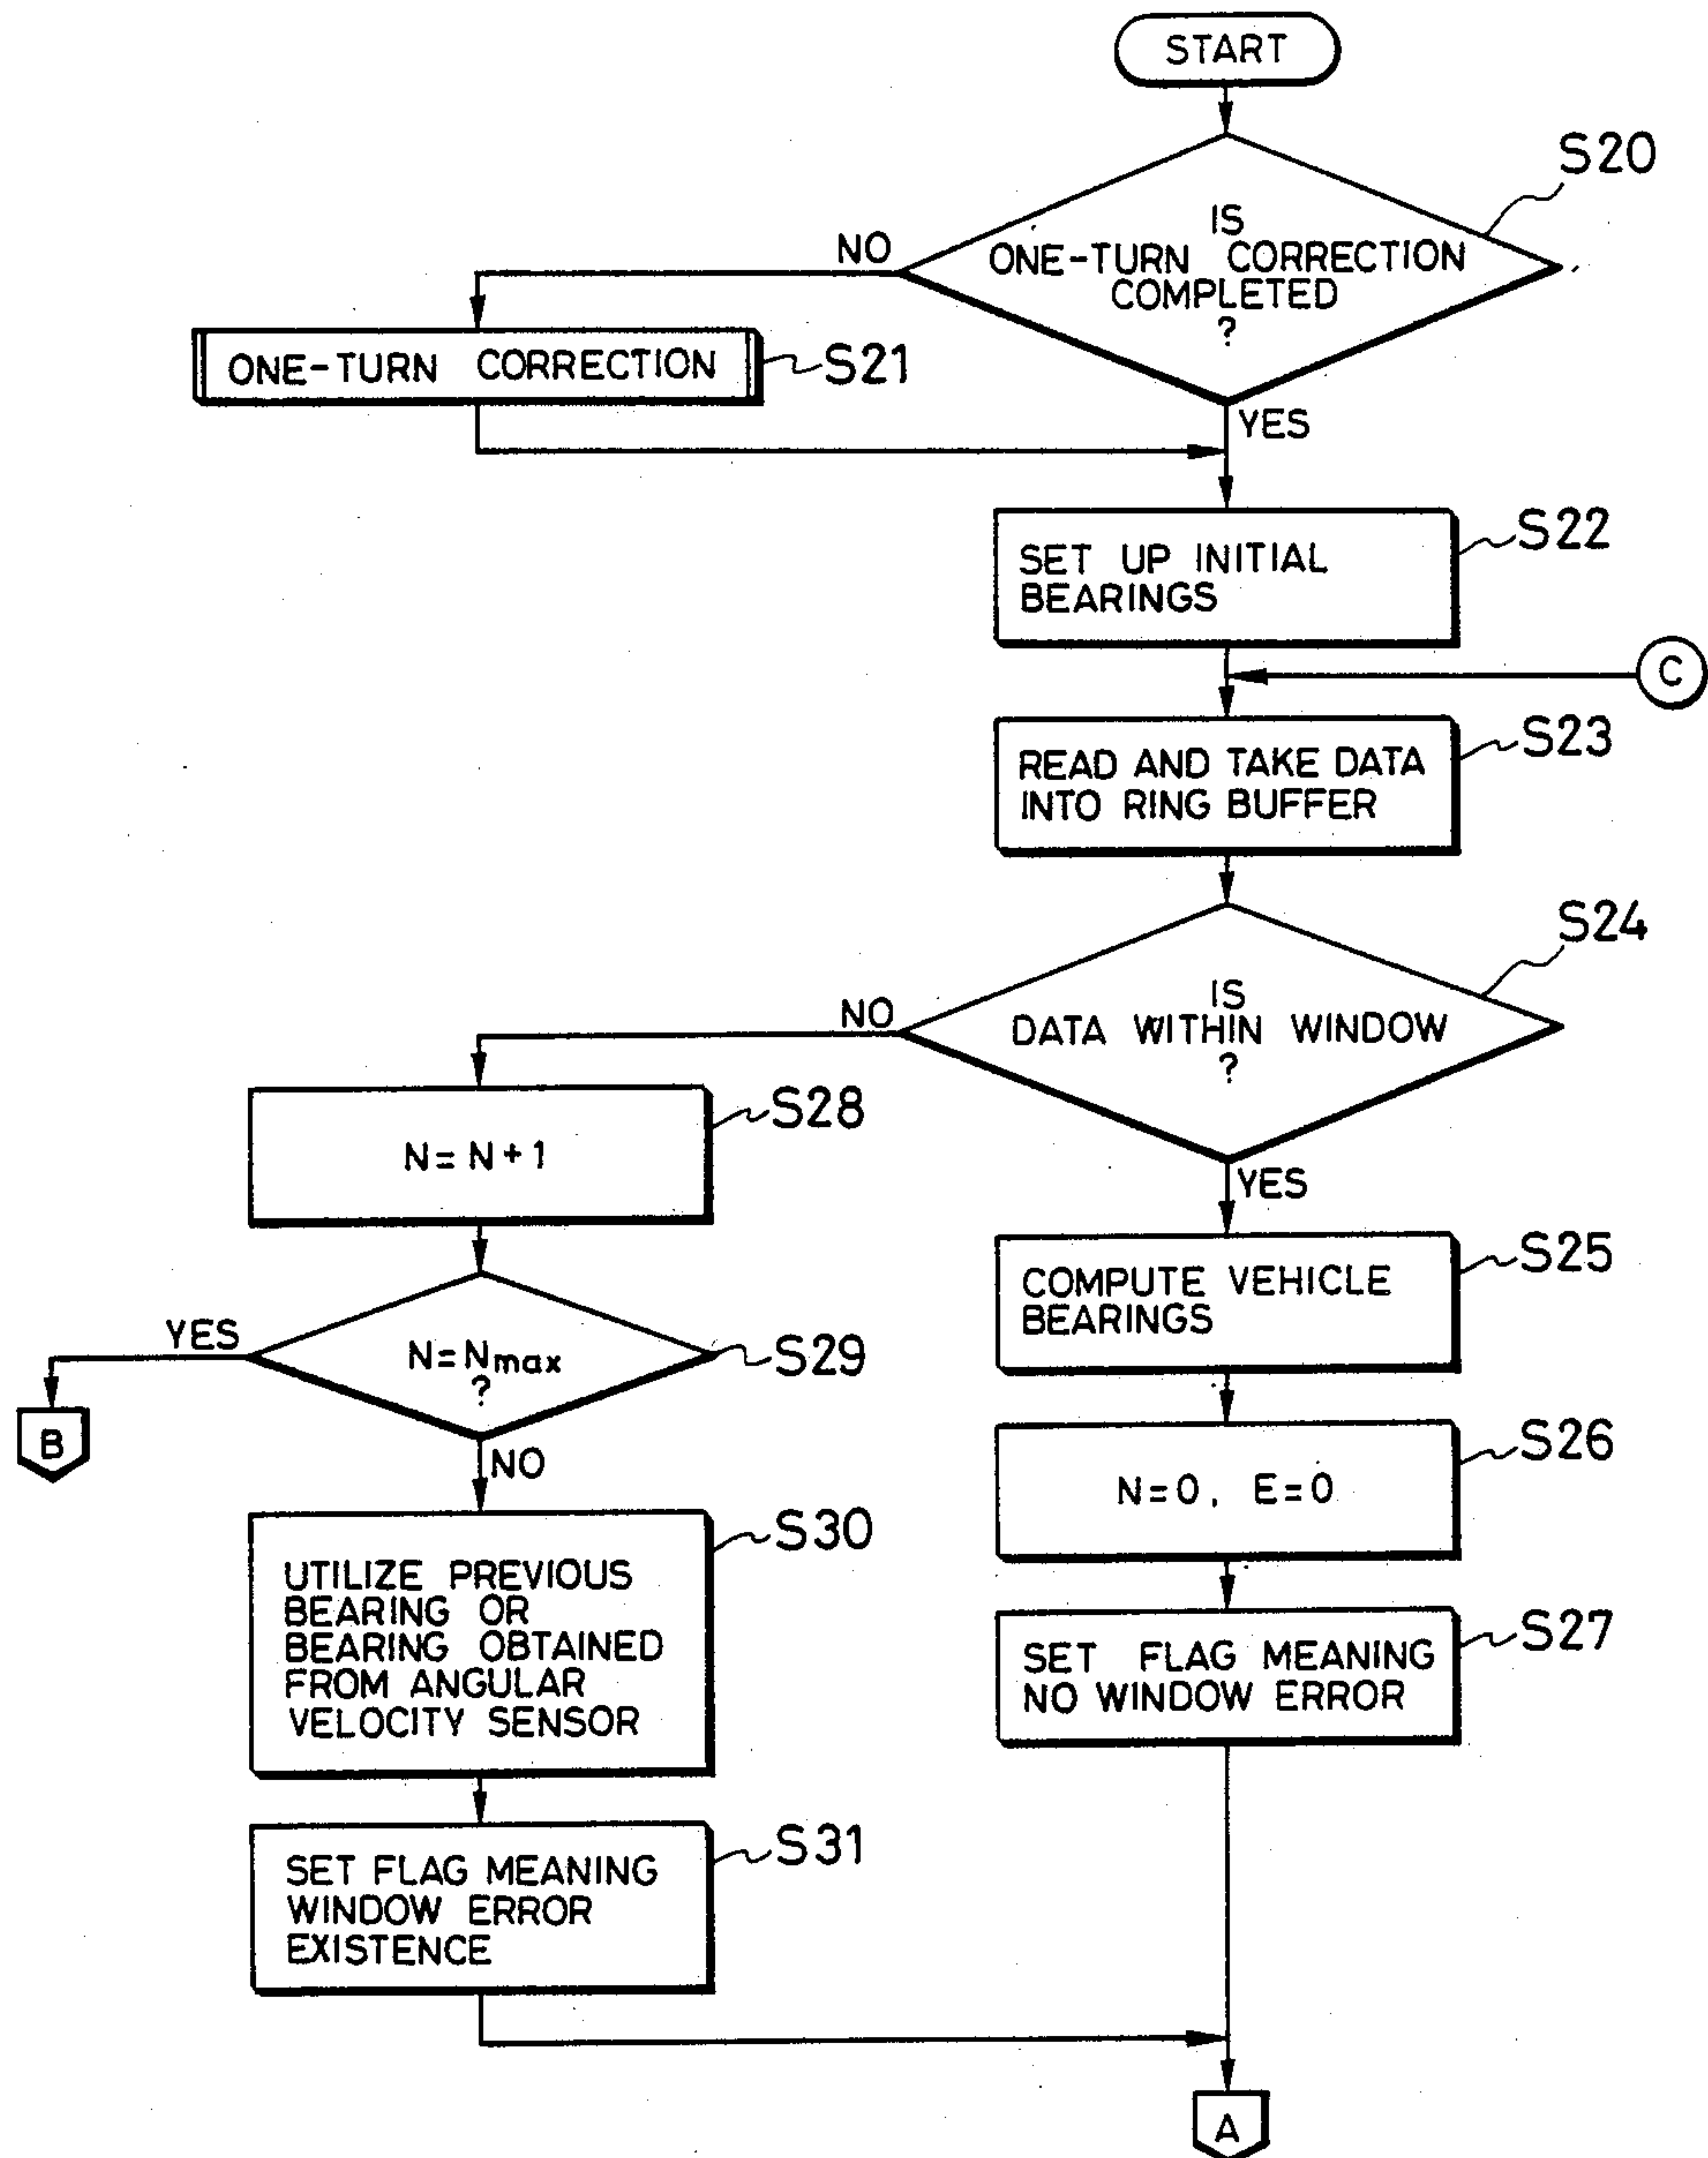 START
S20
IS
ONE-TURN CORRECTION
COMPLETED
?
NO
YES
ONE-TURN CORRECTION
S21
S22
SET UP INITIAL
BEARINGS
C
S23
READ AND TAKE DATA
INTO RING BUFFER
S24
IS
DATA WITHIN WINDOW
?
NO
YES
S28
N=N+1
S25
COMPUTE VEHICLE
BEARINGS
YES
N=Nmax
?
S29
B
NO
S26
N=0, E=0
S30
UTILIZE PREVIOUS
BEARING OR
BEARING OBTAINED
FROM ANGULAR
VELOCITY SENSOR
S27
SET FLAG MEANING
NO WINDOW ERROR
S31
SET FLAG MEANING
WINDOW ERROR
EXISTENCE
A